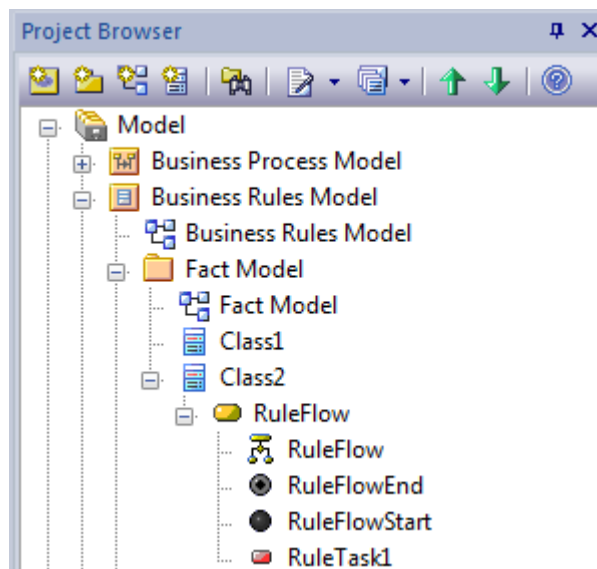 Project Browser
Model
Business Process Model
Business Rules Model
Business Rules Model
Fact Model
Fact Model
Class1
Class2
RuleFlow
RuleFlow
RuleFlowEnd
RuleFlowStart
RuleTask1